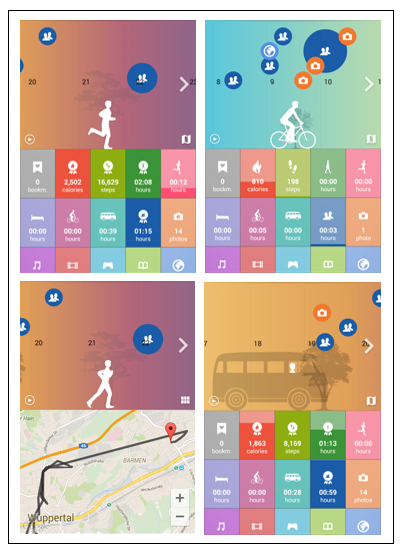 20 21
8 9 10 1
0 2,502 16,629 02:08 00:12
bookm. calories steps hours hours
00:00 00:00 00:39 01:15 14
hours hours hours hours photos
0 810 198 00:00 00:00
bookm. calories steps hours hours
00:00 00:05 00:00 00:03 1
hours hours hours hours photo
20 21
7 18 19
BARMEN
Wuppertal
+
−
0 1,863 8,169 01:13 00:00
bookm. calories steps hours hours
00:00 00:00 00:28 00:59 14
hours hours hours hours photos